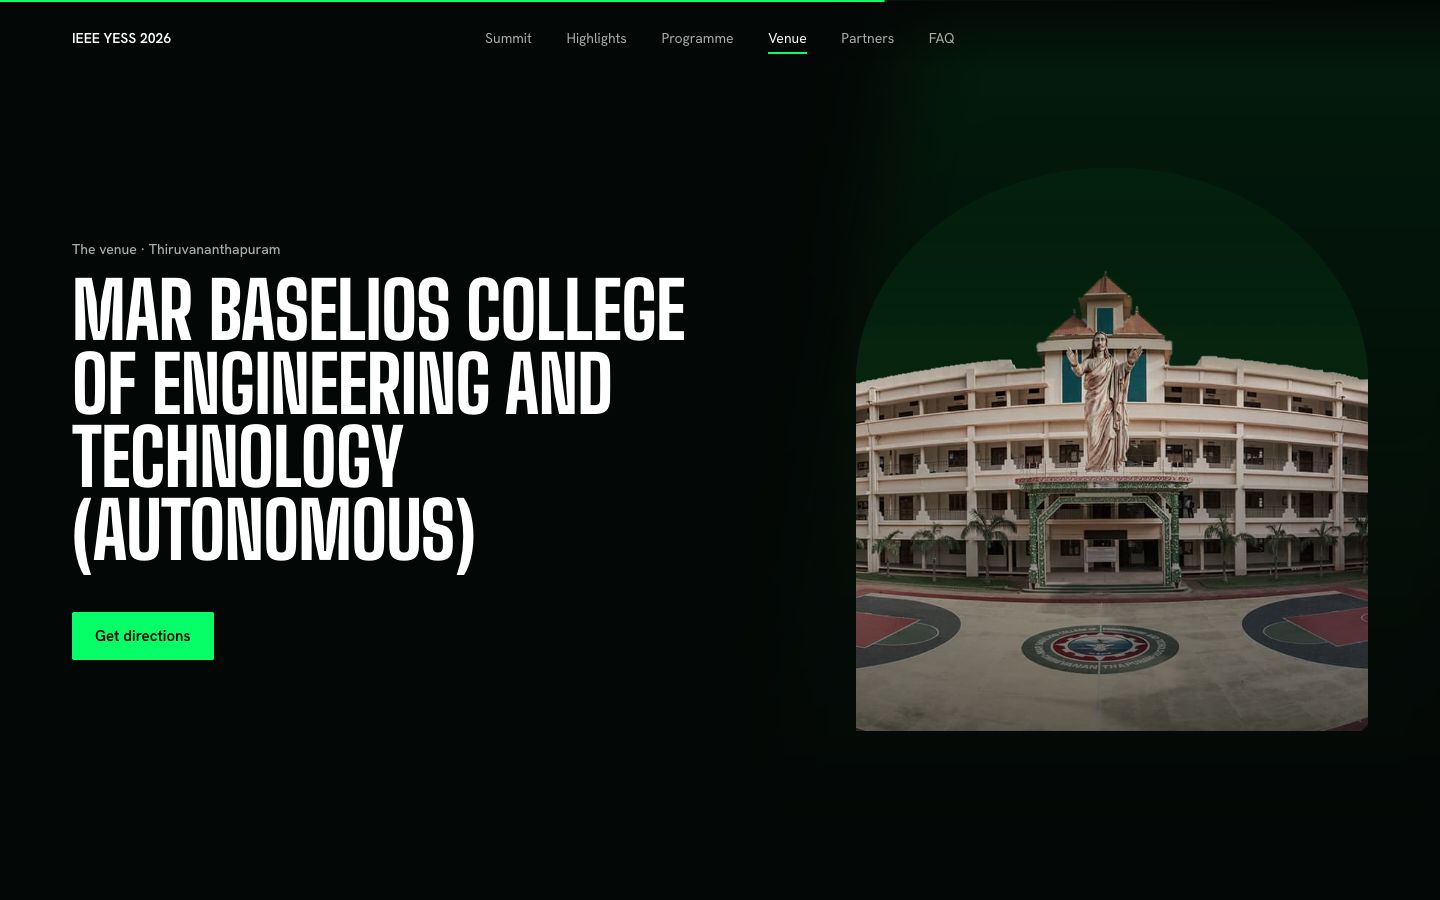 IEEE YESS 2026
Summit
Highlights
Programme
Venue
Partners
FAQ
The venue · Thiruvananthapuram
MAR BASELIOS COLLEGE
OF ENGINEERING AND
TECHNOLOGY
(AUTONOMOUS)
Get directions